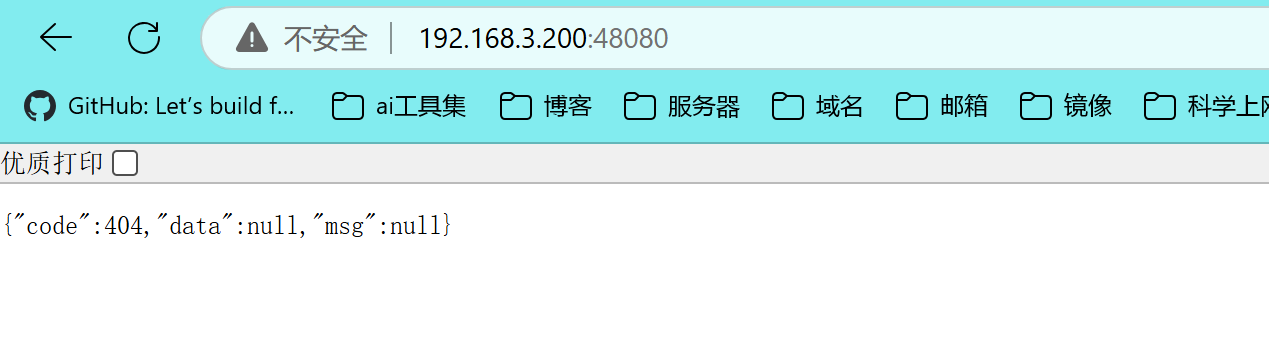 不安全 192.168.3.200:48080
GitHub: Let's build f... ai工具集 博客 服务器 域名 邮箱 镜像 科学上
优质打印
{"code":404,"data":null,"msg":null}